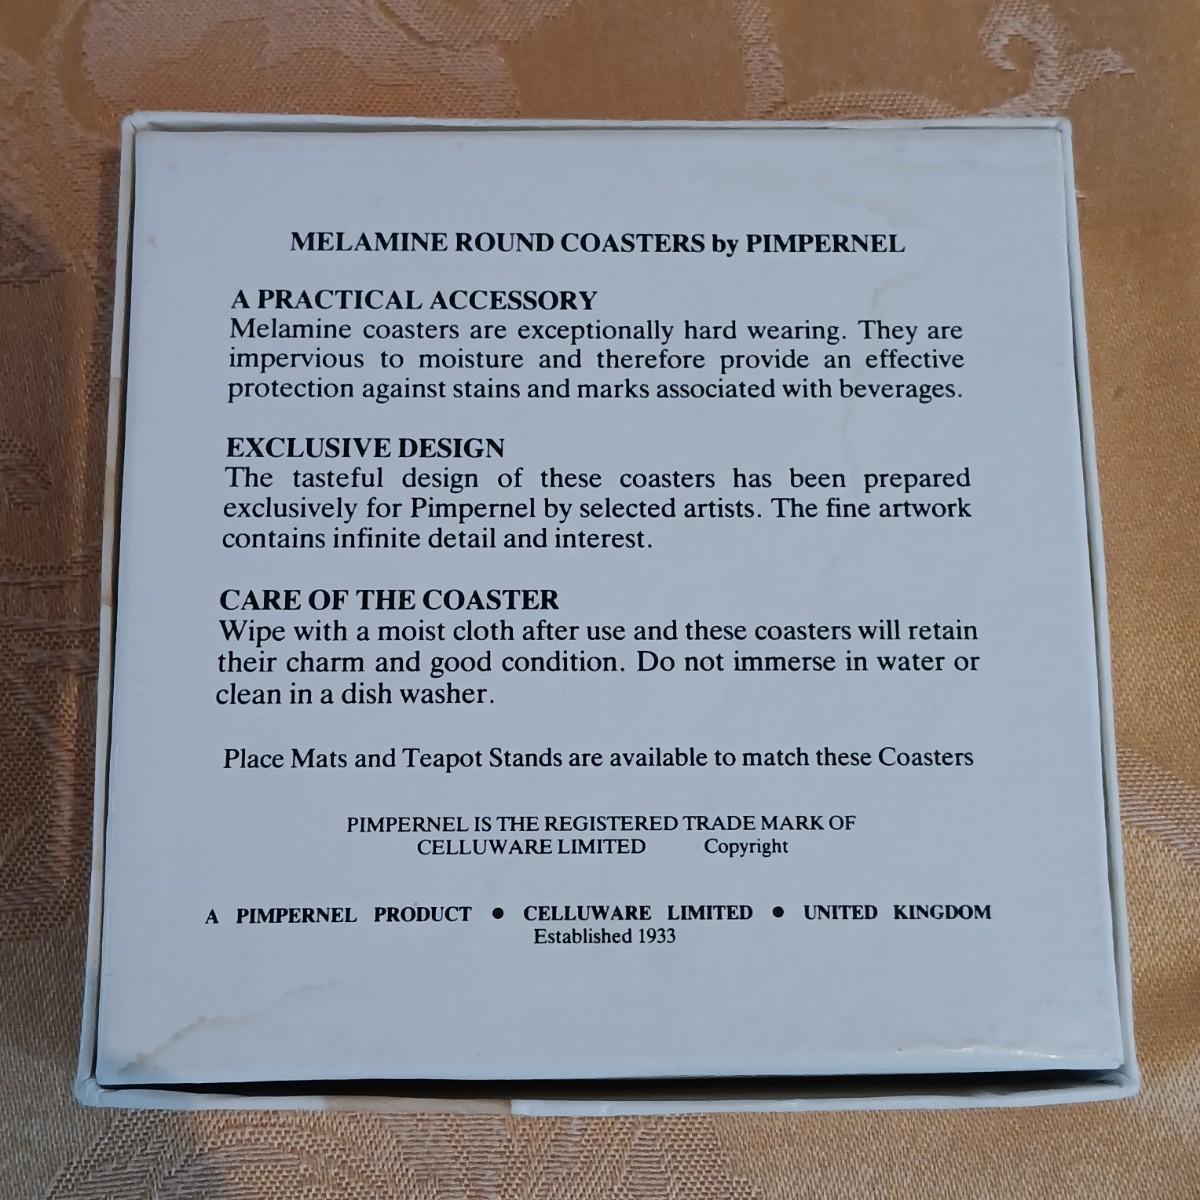 MELAMINE ROUND COASTERS by PIMPERNEL
A PRACTICAL ACCESSORY
Melamine coasters are exceptionally hard wearing. They are
impervious to moisture and therefore provide an effective
protection against stains and marks associated with beverages.
EXCLUSIVE DESIGN
The tasteful design of these coasters has been prepared
exclusively for Pimpernel by selected artists. The fine artwork
contains infinite detail and interest.
CARE OF THE COASTER
Wipe with a moist cloth after use and these coasters will retain
their charm and good condition. Do not immerse in water or
clean in a dish washer.
Place Mats and Teapot Stands are available to match these Coasters
PIMPERNEL IS THE REGISTERED TRADE MARK OF
CELLUWARE LIMITED Copyright
A PIMPERNEL PRODUCT ● CELLUWARE LIMITED ● UNITED KINGDOM
Established 1933